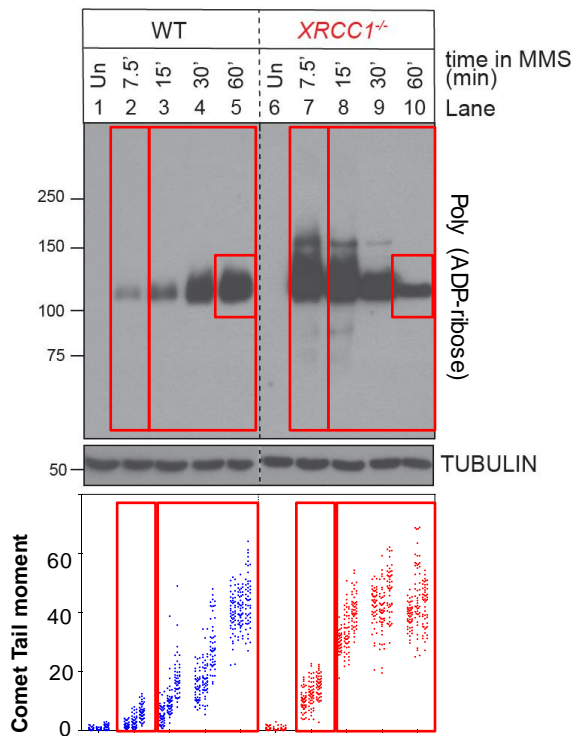 WT XRCC1-/-
Un 7.5' 15' 30' 60' Un 7.5' 15' 30' 60' time in MMS
(min)
1 2 3 4 5 6 7 8 9 10 Lane
250
150
100
75
Poly (ADP-ribose)
50 TUBULIN
Comet Tail moment
60
40
20
0